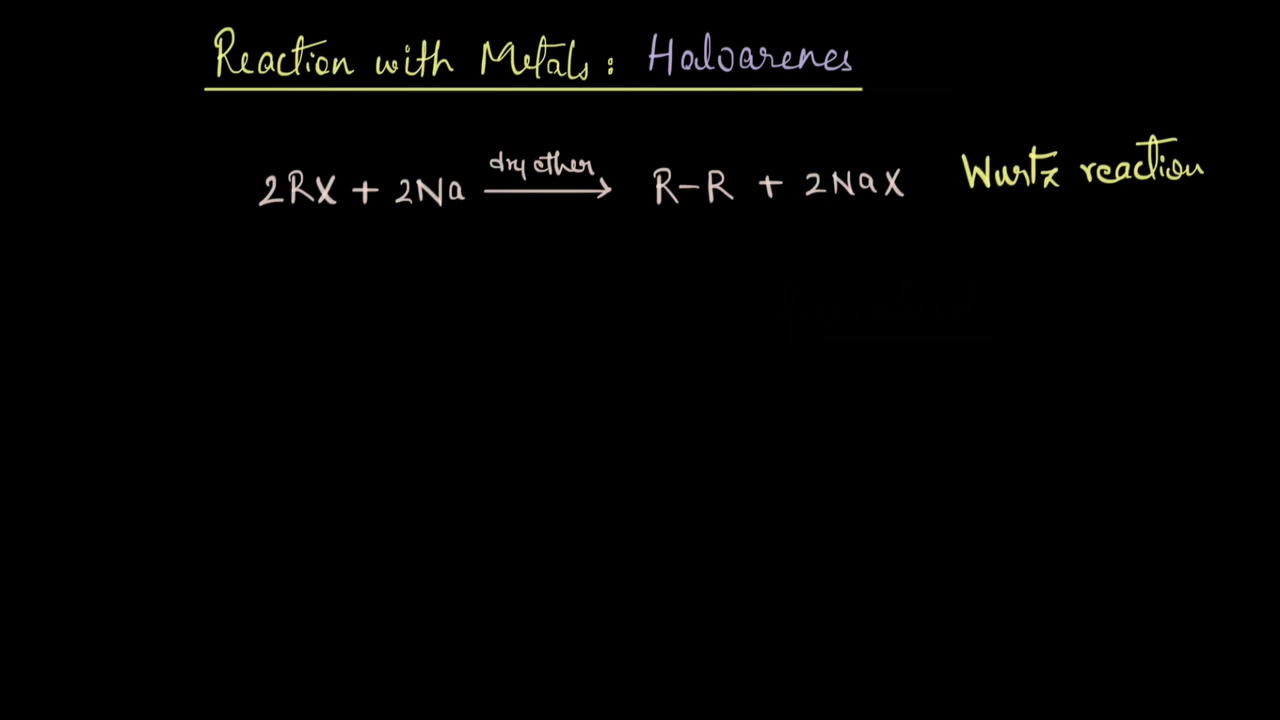 Reaction with Metals : Haloarenes
2RX + 2Na dry ether → R-R + 2NaX Wurtz reaction